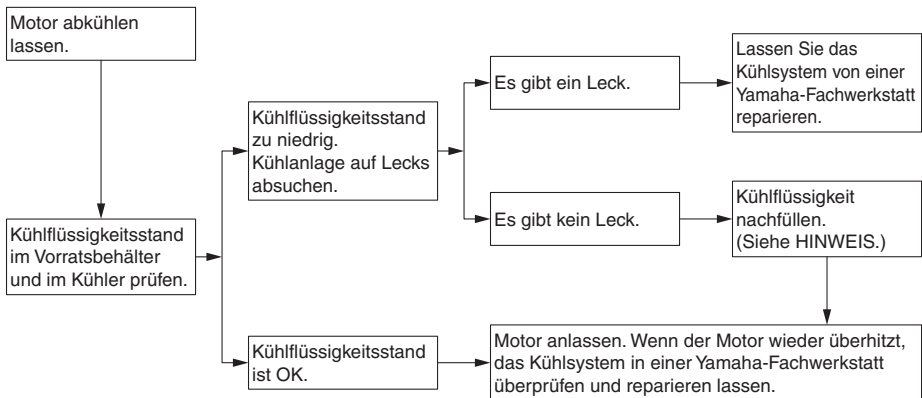 Motor abkühlen
lassen.
Kühlflüssigkeitsstand
im Vorratsbehälter
und im Kühler prüfen.
Kühlflüssigkeitsstand
zu niedrig.
Kühlanlage auf Lecks
absuchen.
Es gibt ein Leck.
Lassen Sie das
Kühlsystem von einer
Yamaha-Fachwerkstatt
reparieren.
Es gibt kein Leck.
Kühlflüssigkeit
nachfüllen.
(Siehe HINWEIS.)
Kühlflüssigkeitsstand
ist OK.
Motor anlassen. Wenn der Motor wieder überhitzt,
das Kühlsystem in einer Yamaha-Fachwerkstatt
überprüfen und reparieren lassen.